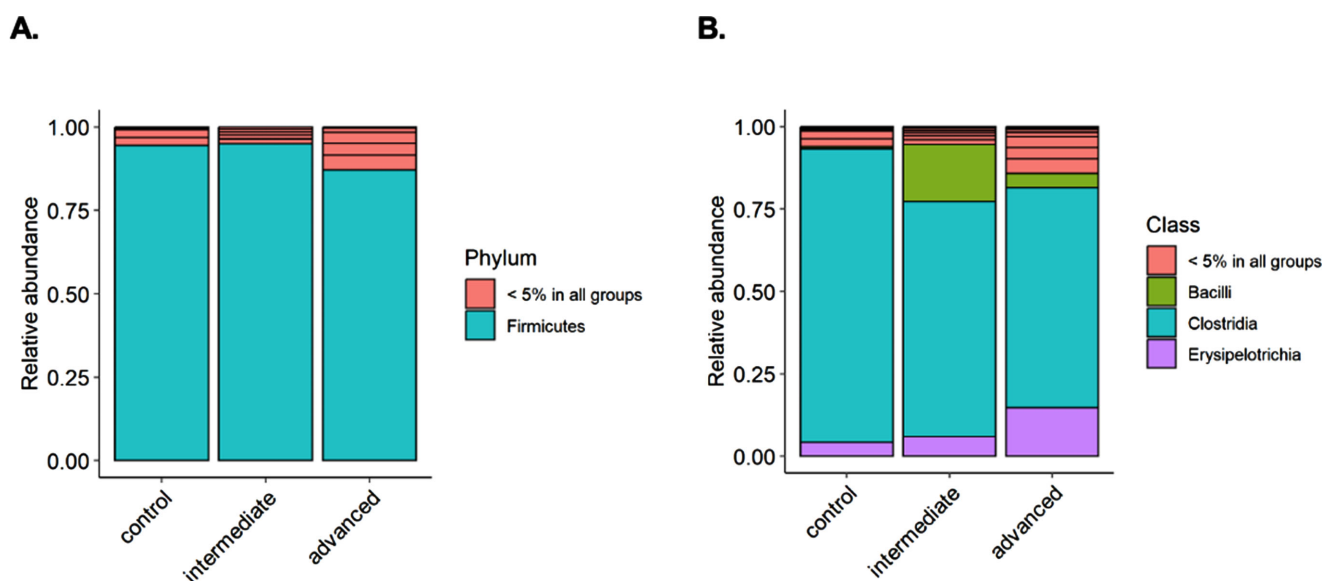 A.
Relative abundance
1.00
0.75
0.50
0.25
0.00
control
intermediate
advanced
Phylum
< 5% in all groups
Firmicutes
B.
Relative abundance
1.00
0.75
0.50
0.25
0.00
control
intermediate
advanced
Class
< 5% in all groups
Bacilli
Clostridia
Erysipelotrichia